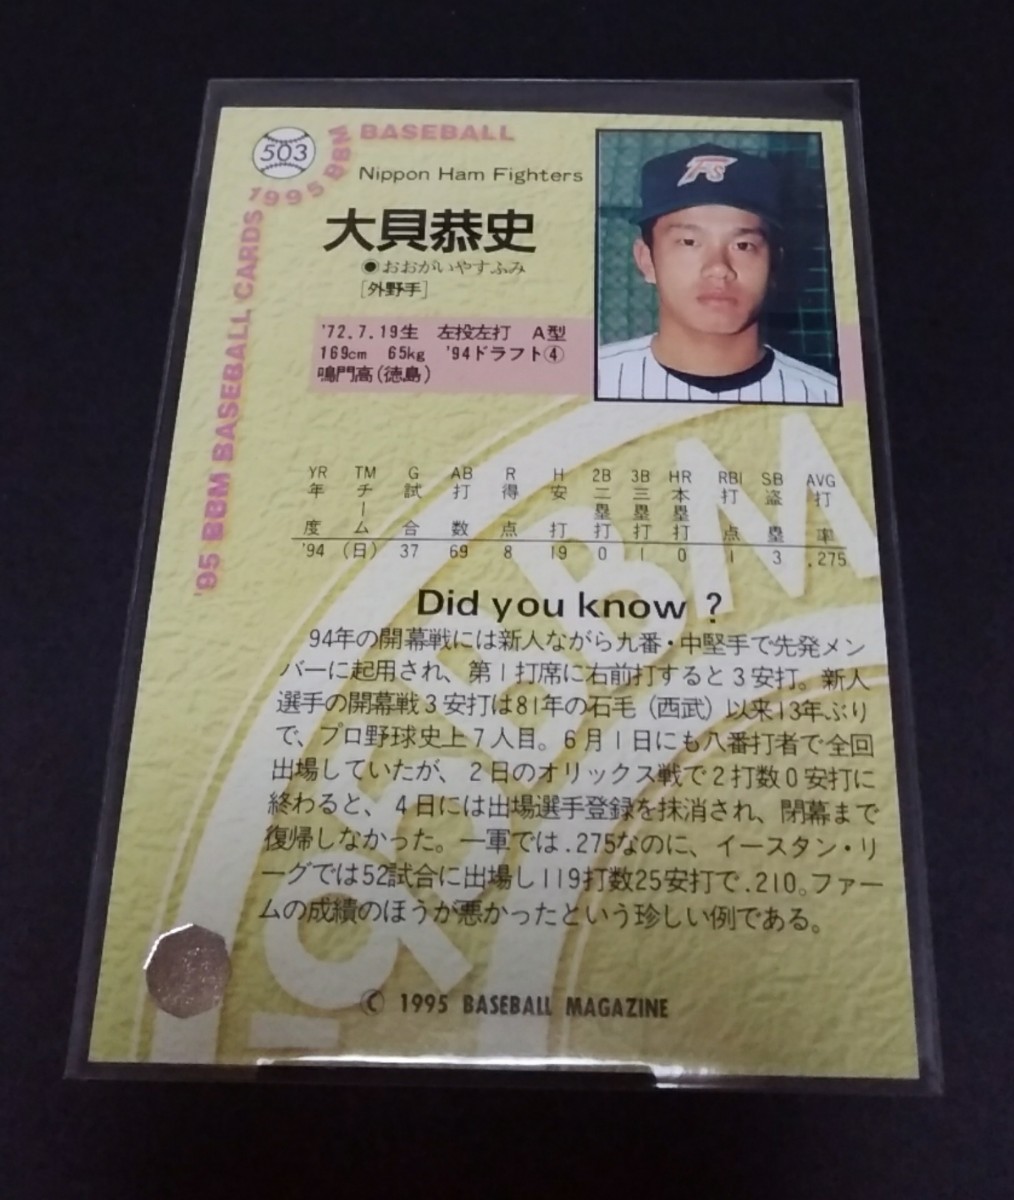 503
1995 BBM BASEBALL
Nippon Ham Fighters
大貝恭史
●おおがいやすふみ
[外野手]
Fs
'72.7.19生 左投左打 A型
169cm 65kg '94ドラフト④
鳴門高(徳島)
'95 BBM BASEBALL CARDS
YR TM G AB R H 2B 3B HR RBI SB AVG
年度 チーム 試合 打数 得点 安打 二塁打 三塁打 本塁打 打点 盗塁 打率
'94 (日) 37 69 8 19 0 1 0 1 3 .275
Did you know ?
94年の開幕戦には新人ながら九番・中堅手で先発メン
バーに起用され、第1打席に右前打すると3安打。新人
選手の開幕戦3安打は81年の石毛(西武)以来13年ぶり
で、プロ野球史上7人目。6月1日にも八番打者で全回
出場していたが、2日のオリックス戦で2打数0安打に
終わると、4日には出場選手登録を抹消され、閉幕まで
復帰しなかった。一軍では.275なのに、イースタン・リ
ーグでは52試合に出場し119打数25安打で.210。ファー
ムの成績のほうが悪かったという珍しい例である。
© 1995 BASEBALL MAGAZINE